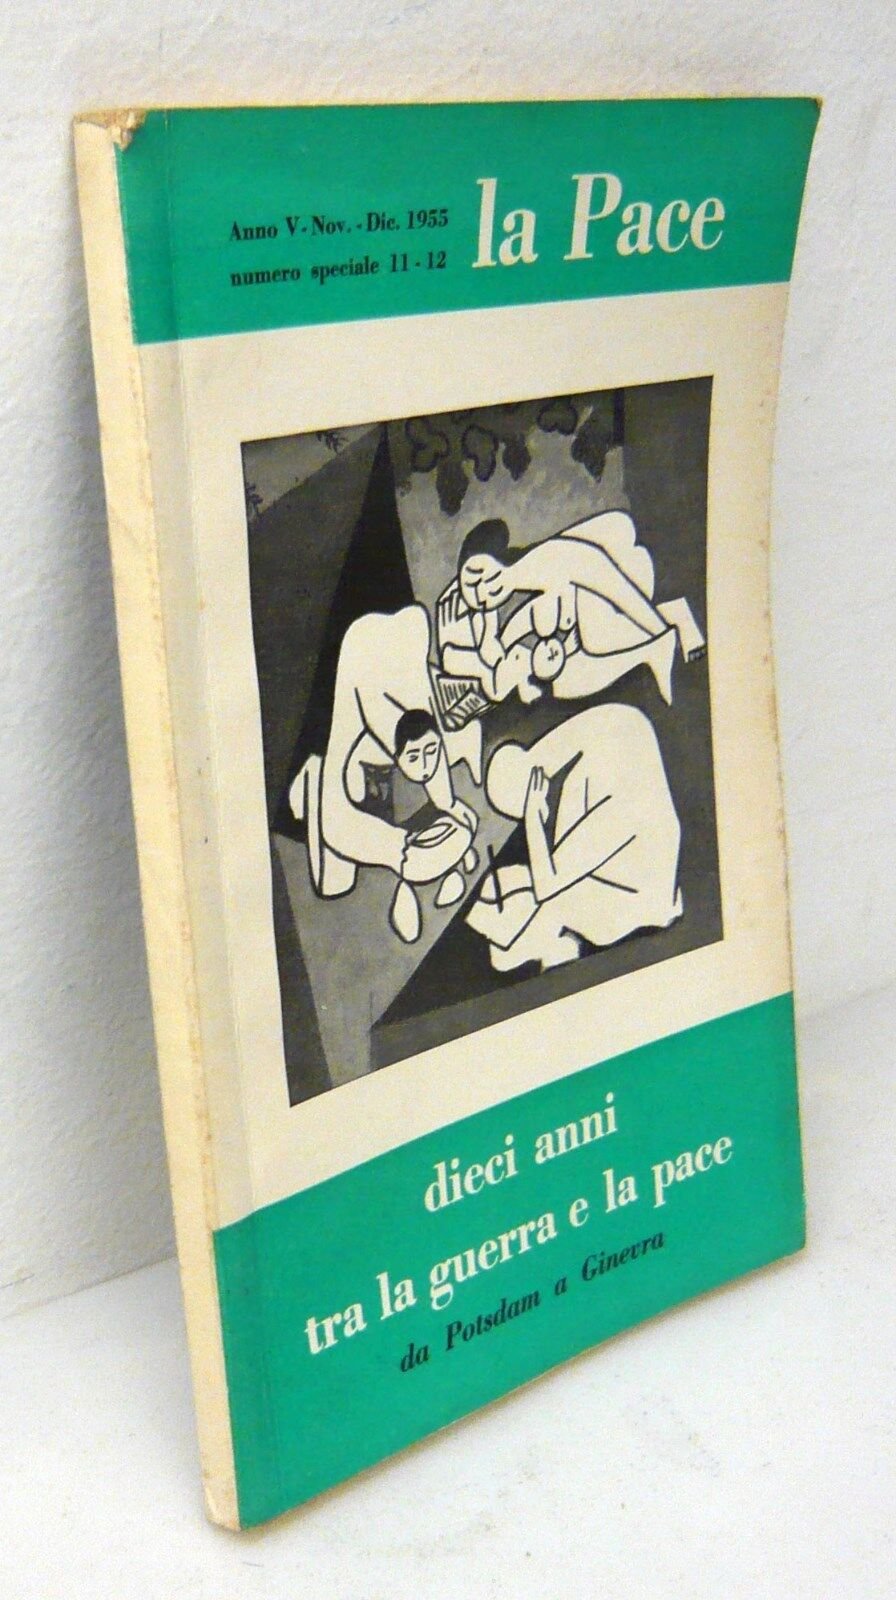 Anno V - Nov. - Dic. 1955
numero speciale 11 - 12
la Pace
dieci anni
tra la guerra e la pace
da Potsdam a Ginevra